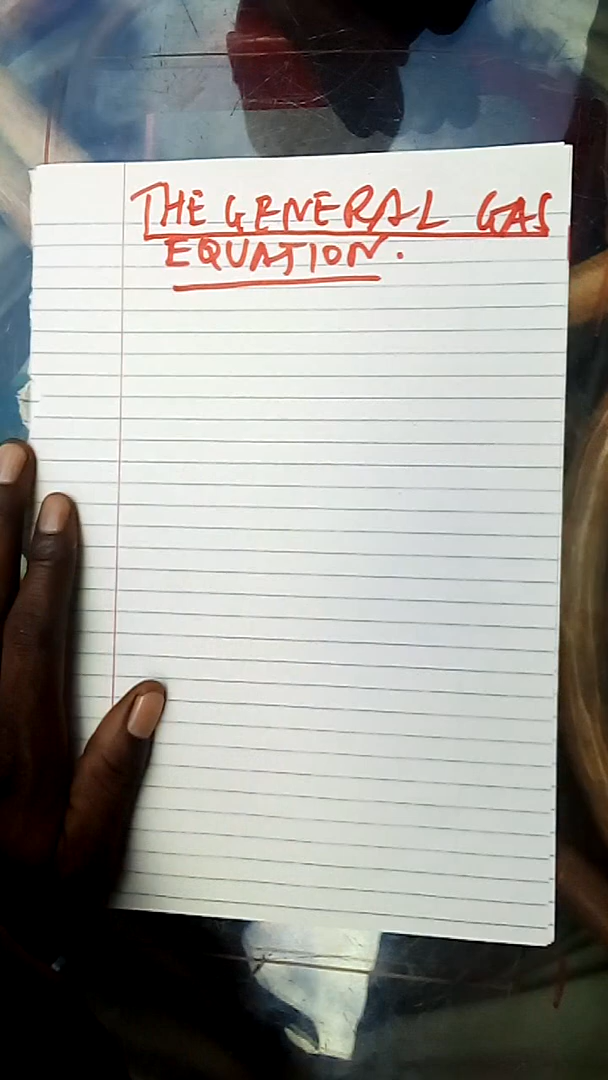 THE GENERAL GAS
EQUATION.